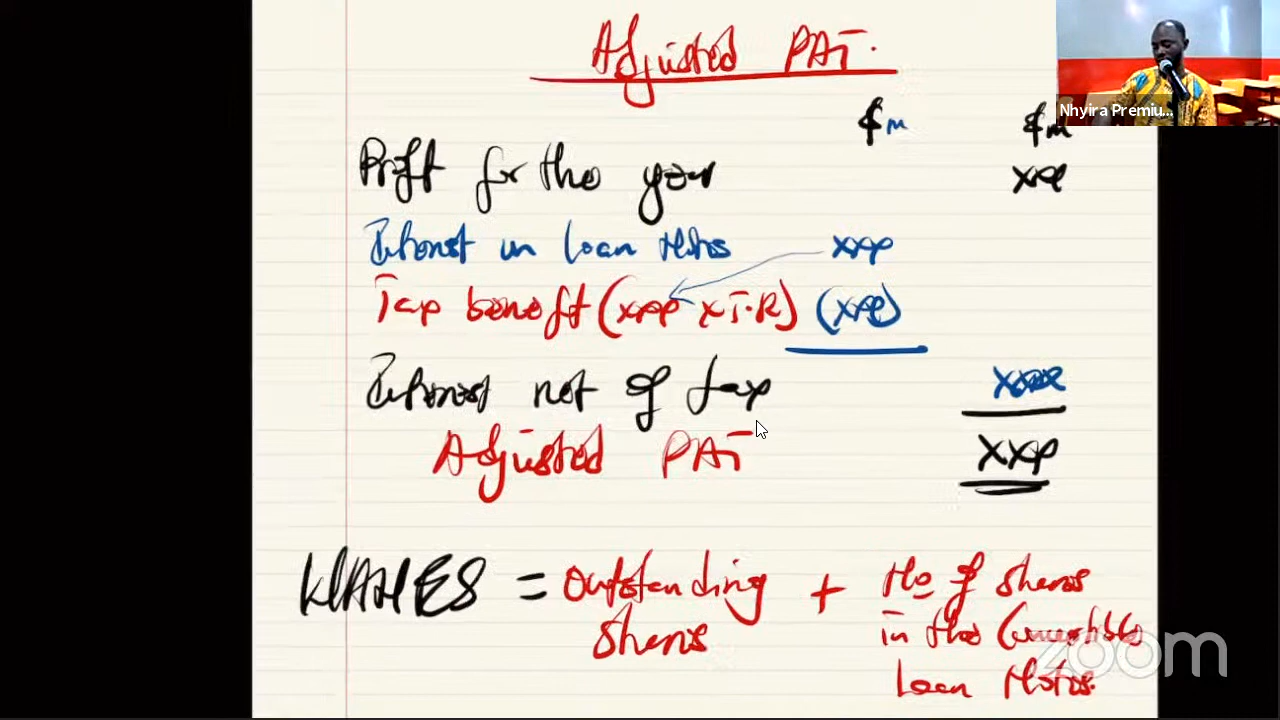 Adjusted PAT.
$m $m
Nhyira Premiu...
Profit for the year xxx
Interest on loan Notes xxx
Tax benefit (xxx x T.R) (xxx)
Interest net of tax xxx
Adjusted PAT xxx
= Outstanding shares + No of shares in the Convertible Loan Notes.
zoom